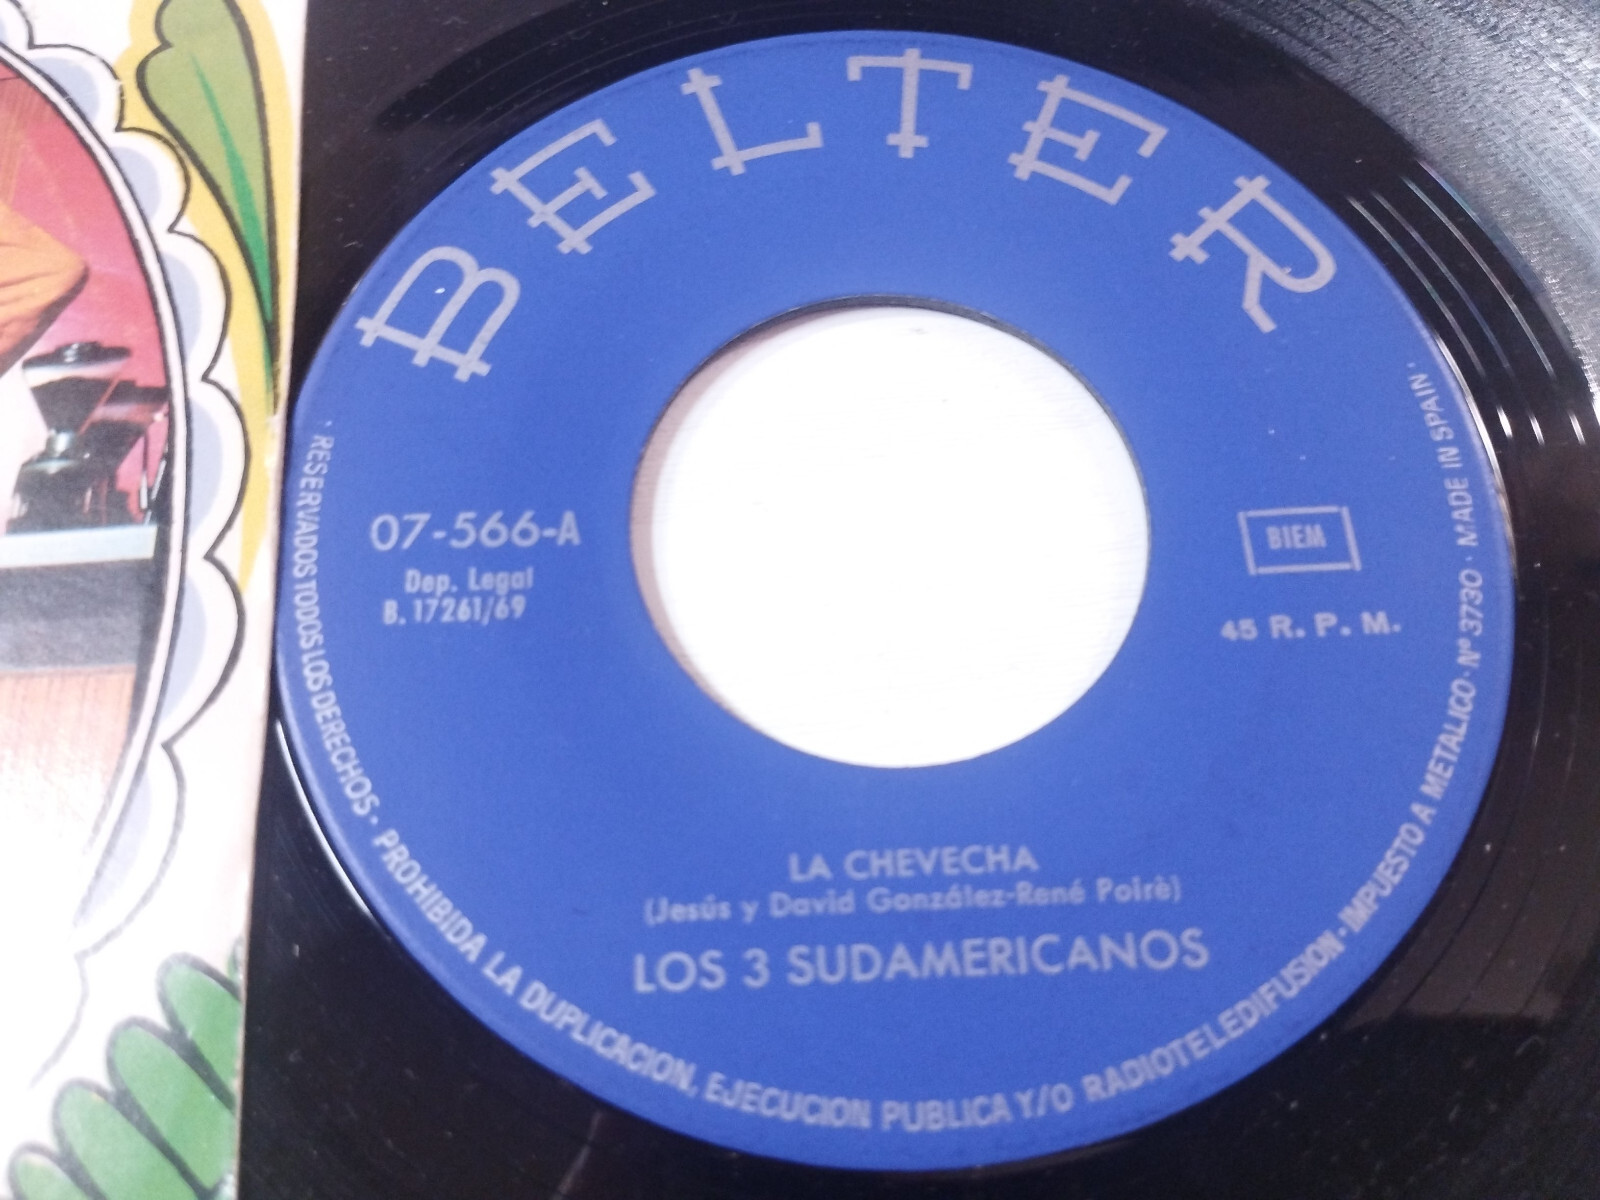 BELTER
07-566-A
Dep. Legal
B. 17261/69
BIEM
45 R. P. M.
LA CHEVECHA
(Jesús y David González-René Poirè)
LOS 3 SUDAMERICANOS
· RESERVADOS TODOS LOS DERECHOS · PROHIBIDA LA DUPLICACION, EJECUCION PUBLICA Y/O RADIOTELEDIFUSION · IMPUESTO A METALICO · Nº 3730 · MADE IN SPAIN ·